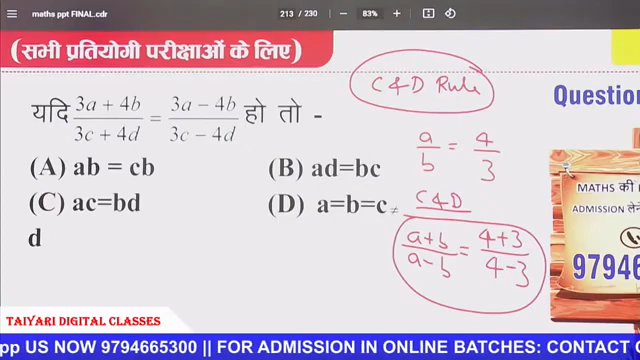 maths ppt FINAL.cdr 213 / 230 − 83% +
(सभी प्रतियोगी परीक्षाओं के लिए)
C&D Rule
Question
यदि (3a + 4b)/(3c + 4d) = (3a − 4b)/(3c − 4d) हो तो -
a/b = 4/3
(A) ab = cb (B) ad=bc
C&D
(C) ac=bd (D) a=b=c≠
d
(a+b)/(a−b) = (4+3)/(4−3)
MATHS की
ADMISSION लेने
97946
TAIYARI DIGITAL CLASSES
pp US NOW 9794665300 || FOR ADMISSION IN ONLINE BATCHES: CONTACT